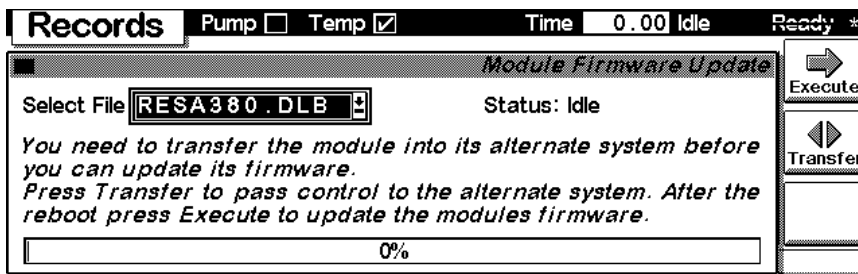 Records Pump Temp Time 0.00 Idle Ready *
Module Firmware Update
Select File RESA380.DLB Status: Idle
Execute
You need to transfer the module into its alternate system before
you can update its firmware.
Transfer
Press Transfer to pass control to the alternate system. After the
reboot press Execute to update the modules firmware.
0%